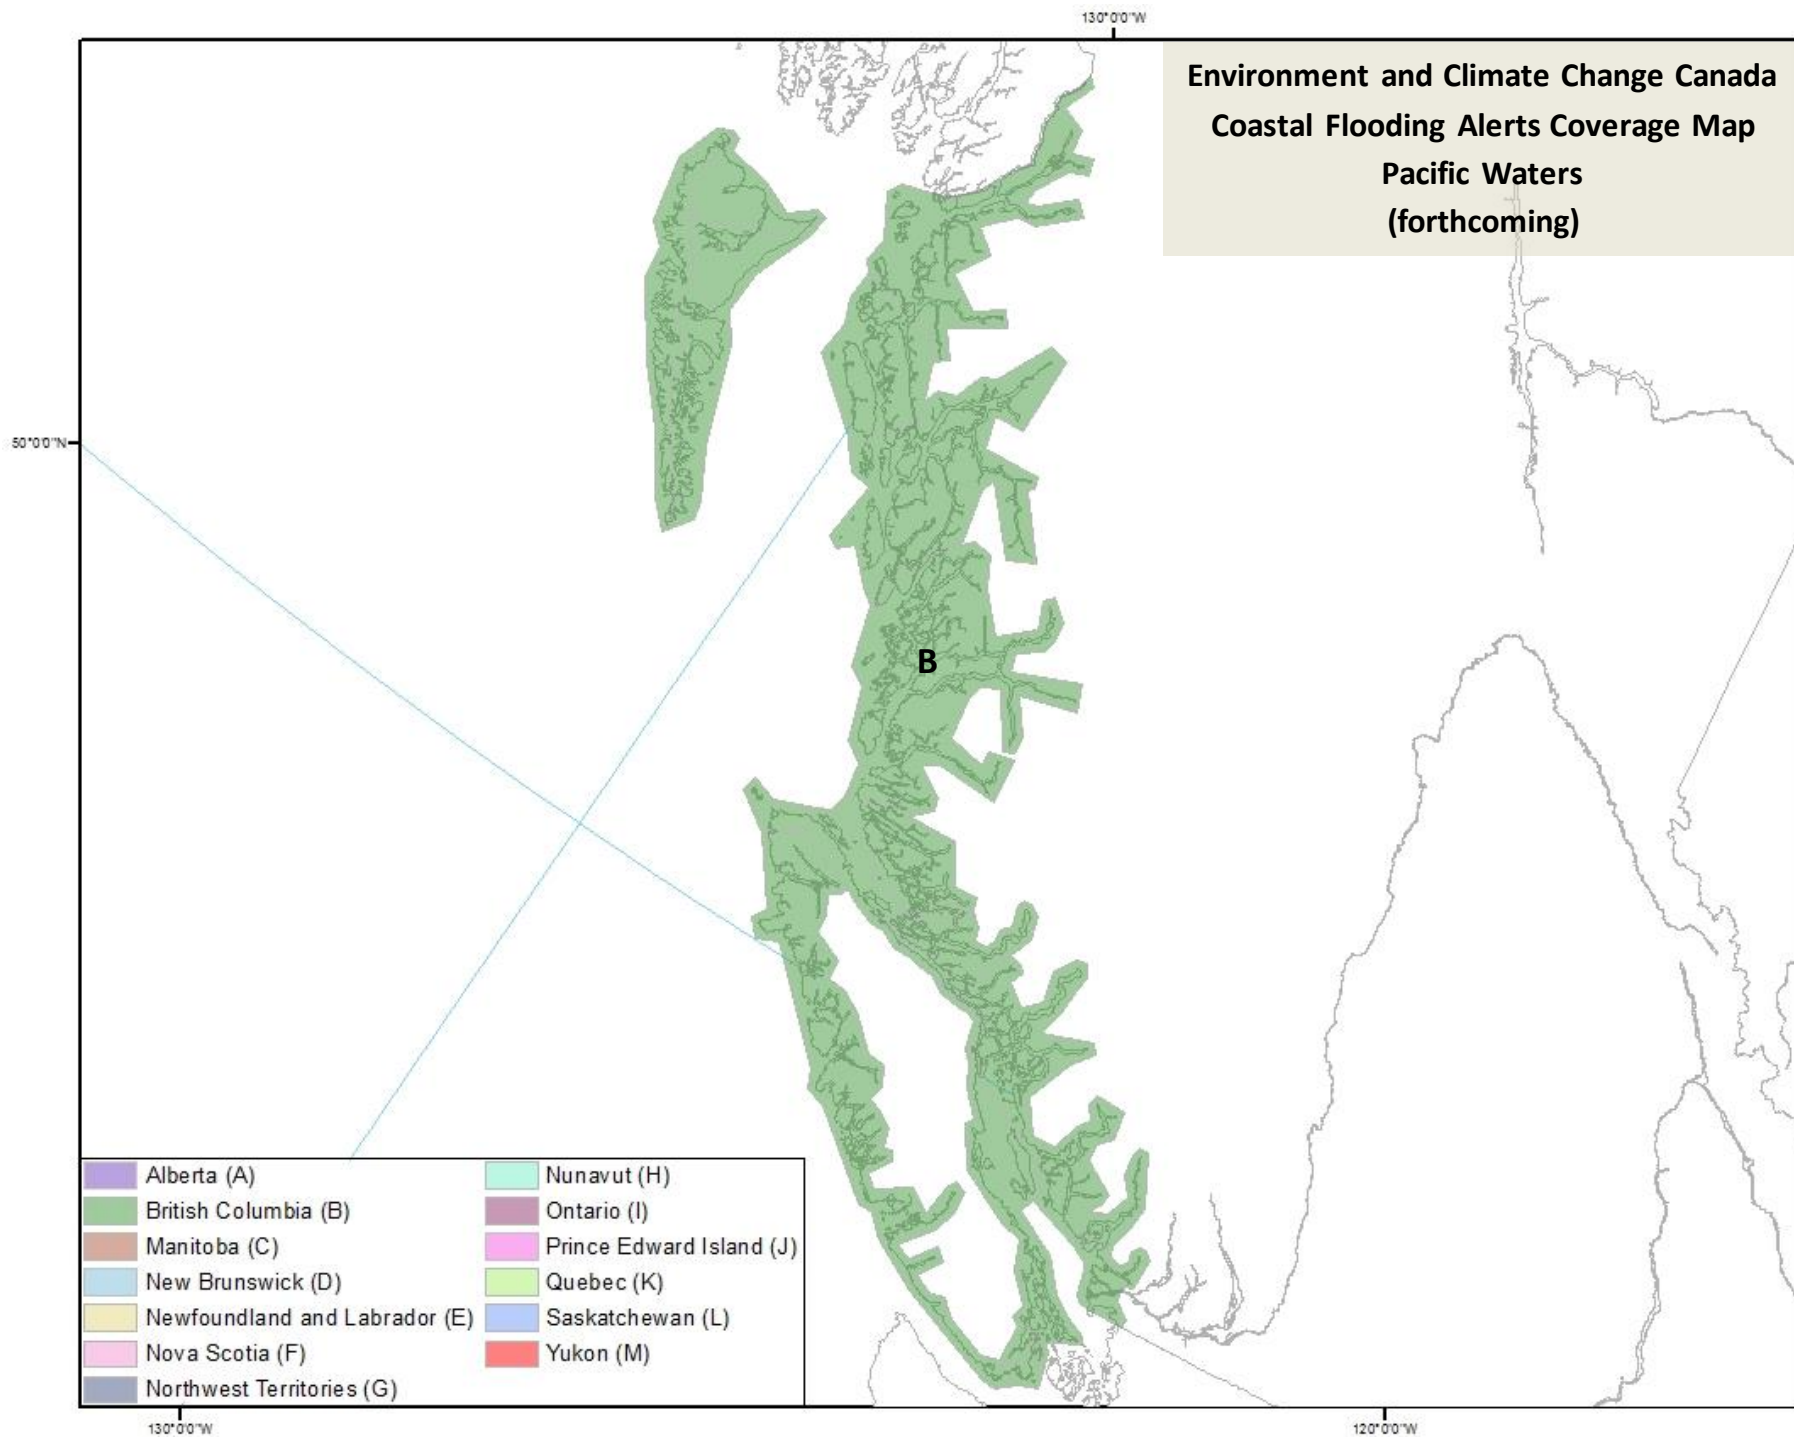 130°0'0"W
Environment and Climate Change Canada
Coastal Flooding Alerts Coverage Map
Pacific Waters
(forthcoming)
50°0'0"N
B
Alberta (A)
British Columbia (B)
Manitoba (C)
New Brunswick (D)
Newfoundland and Labrador (E)
Nova Scotia (F)
Northwest Territories (G)
Nunavut (H)
Ontario (I)
Prince Edward Island (J)
Quebec (K)
Saskatchewan (L)
Yukon (M)
130°0'0"W
120°0'0"W